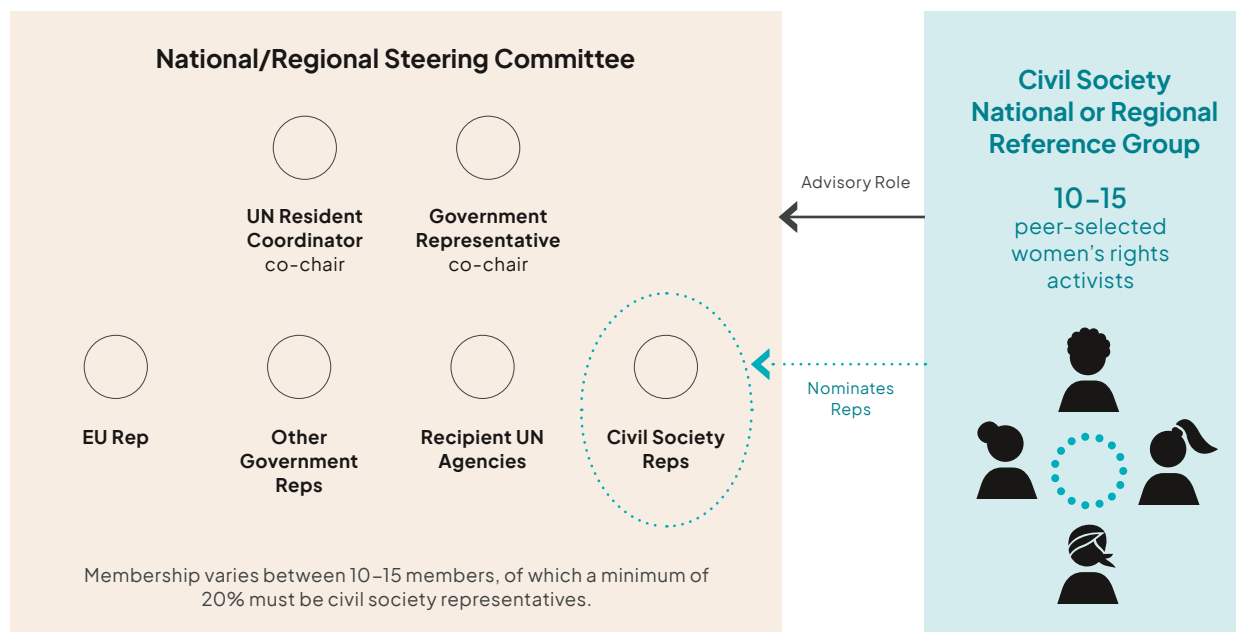 National/Regional Steering Committee
UN Resident
Coordinator
co-chair
Government
Representative
co-chair
EU Rep
Other
Government
Reps
Recipient UN
Agencies
Civil Society
Reps
Membership varies between 10–15 members, of which a minimum of
20% must be civil society representatives.
Advisory Role
Nominates
Reps
Civil Society
National or Regional
Reference Group
10–15
peer-selected
women’s rights
activists